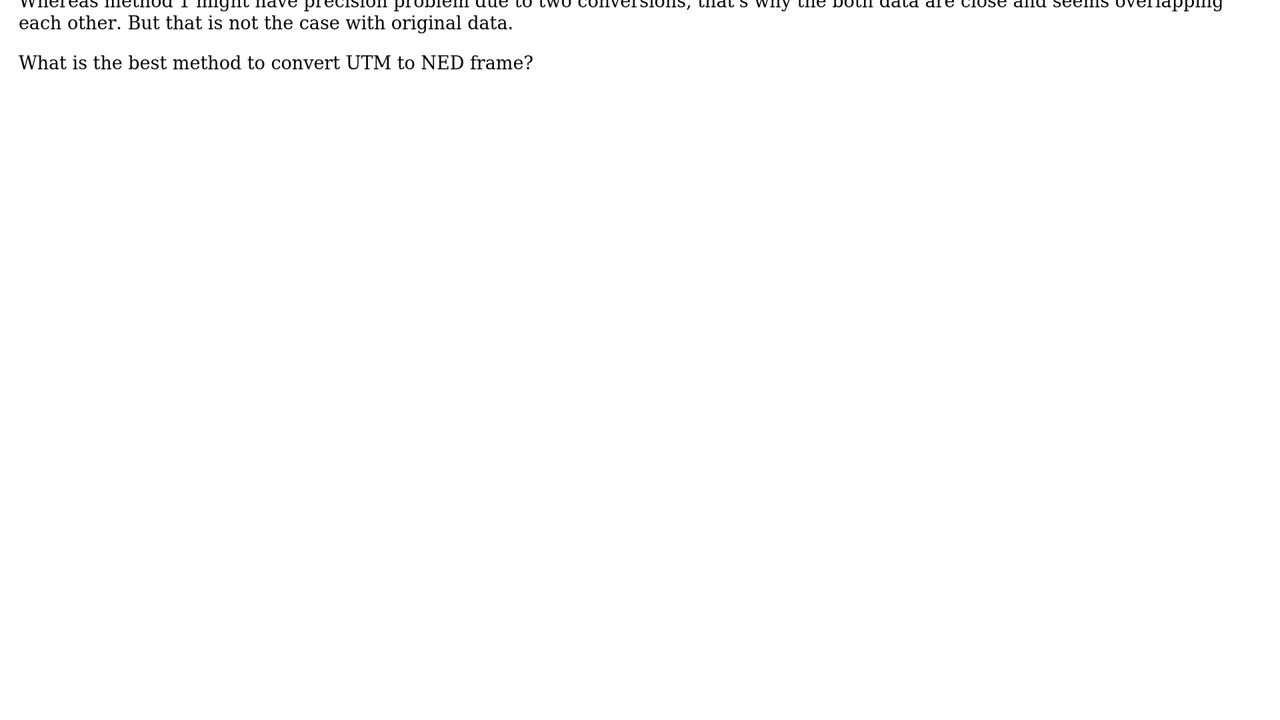 Whereas method 1 might have precision problem due to two conversions, that's why the both data are close and seems overlapping
each other. But that is not the case with original data.
What is the best method to convert UTM to NED frame?